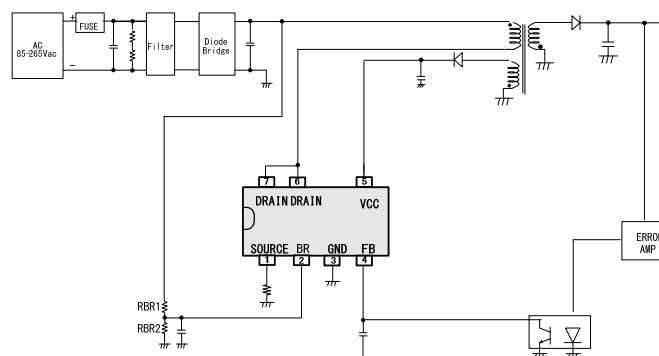 AC
85-265Vac
+
−
FUSE
Filter
Diode
Bridge
7
6
5
DRAIN DRAIN
VCC
SOURCE BR GND FB
1
2
3
4
RBR1
RBR2
ERROR
AMP